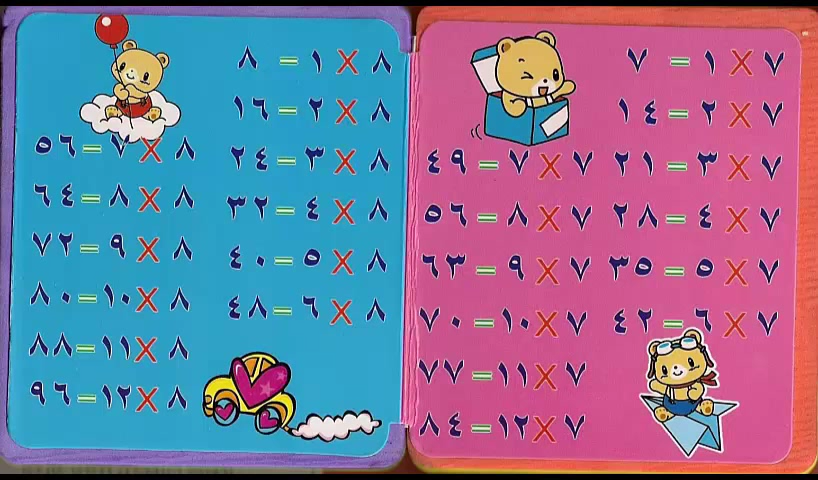 ٧ X ١ = ٧
٧ X ٢ = ١٤
٧ X ٣ = ٢١
٧ X ٤ = ٢٨
٧ X ٥ = ٣٥
٧ X ٦ = ٤٢
٧ X ٧ = ٤٩
٧ X ٨ = ٥٦
٧ X ٩ = ٦٣
٧ X ١٠ = ٧٠
٧ X ١١ = ٧٧
٧ X ١٢ = ٨٤
٨ X ١ = ٨
٨ X ٢ = ١٦
٨ X ٣ = ٢٤
٨ X ٤ = ٣٢
٨ X ٥ = ٤٠
٨ X ٦ = ٤٨
٨ X ٧ = ٥٦
٨ X ٨ = ٦٤
٨ X ٩ = ٧٢
٨ X ١٠ = ٨٠
٨ X ١١ = ٨٨
٨ X ١٢ = ٩٦